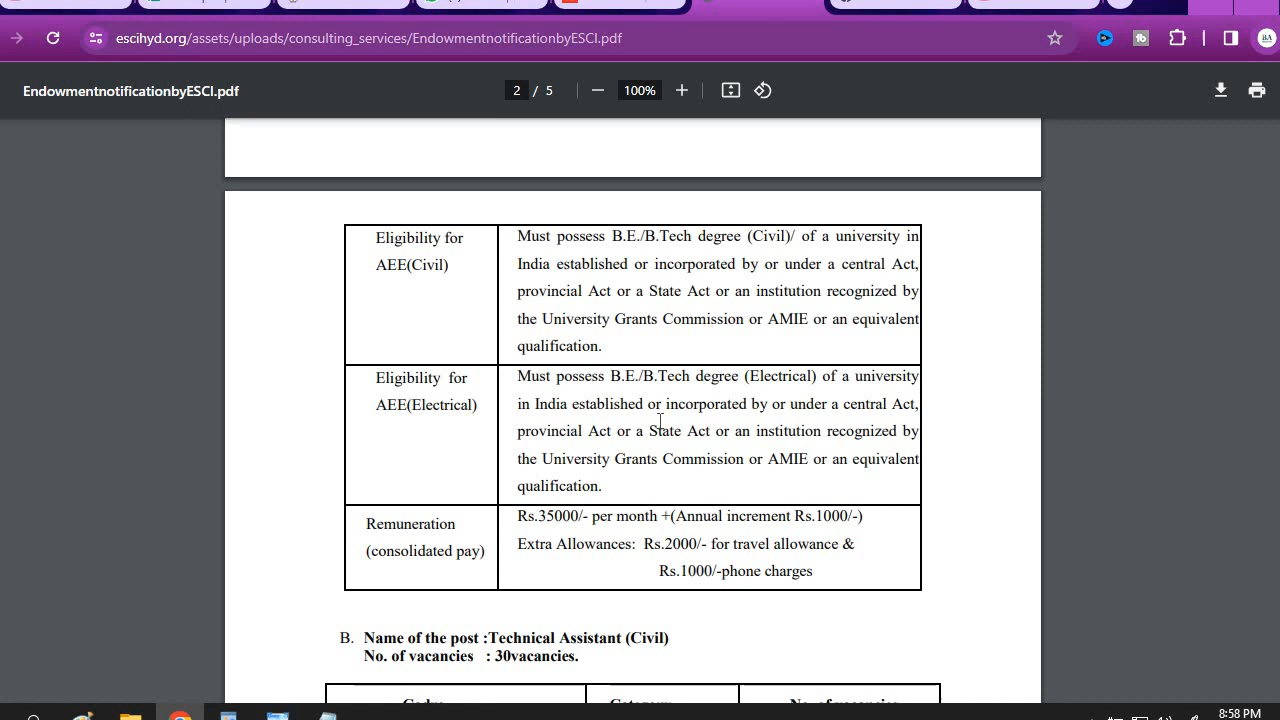 escihyd.org/assets/uploads/consulting_services/EndowmentnotificationbyESCI.pdf
BA
EndowmentnotificationbyESCI.pdf
2 / 5
100%
Eligibility for
AEE(Civil)
Must possess B.E./B.Tech degree (Civil)/ of a university in
India established or incorporated by or under a central Act,
provincial Act or a State Act or an institution recognized by
the University Grants Commission or AMIE or an equivalent
qualification.
Eligibility for
AEE(Electrical)
Must possess B.E./B.Tech degree (Electrical) of a university
in India established or incorporated by or under a central Act,
provincial Act or a State Act or an institution recognized by
the University Grants Commission or AMIE or an equivalent
qualification.
Remuneration
(consolidated pay)
Rs.35000/- per month +(Annual increment Rs.1000/-)
Extra Allowances: Rs.2000/- for travel allowance &
Rs.1000/-phone charges
B. Name of the post :Technical Assistant (Civil)
No. of vacancies : 30vacancies.
8:58 PM